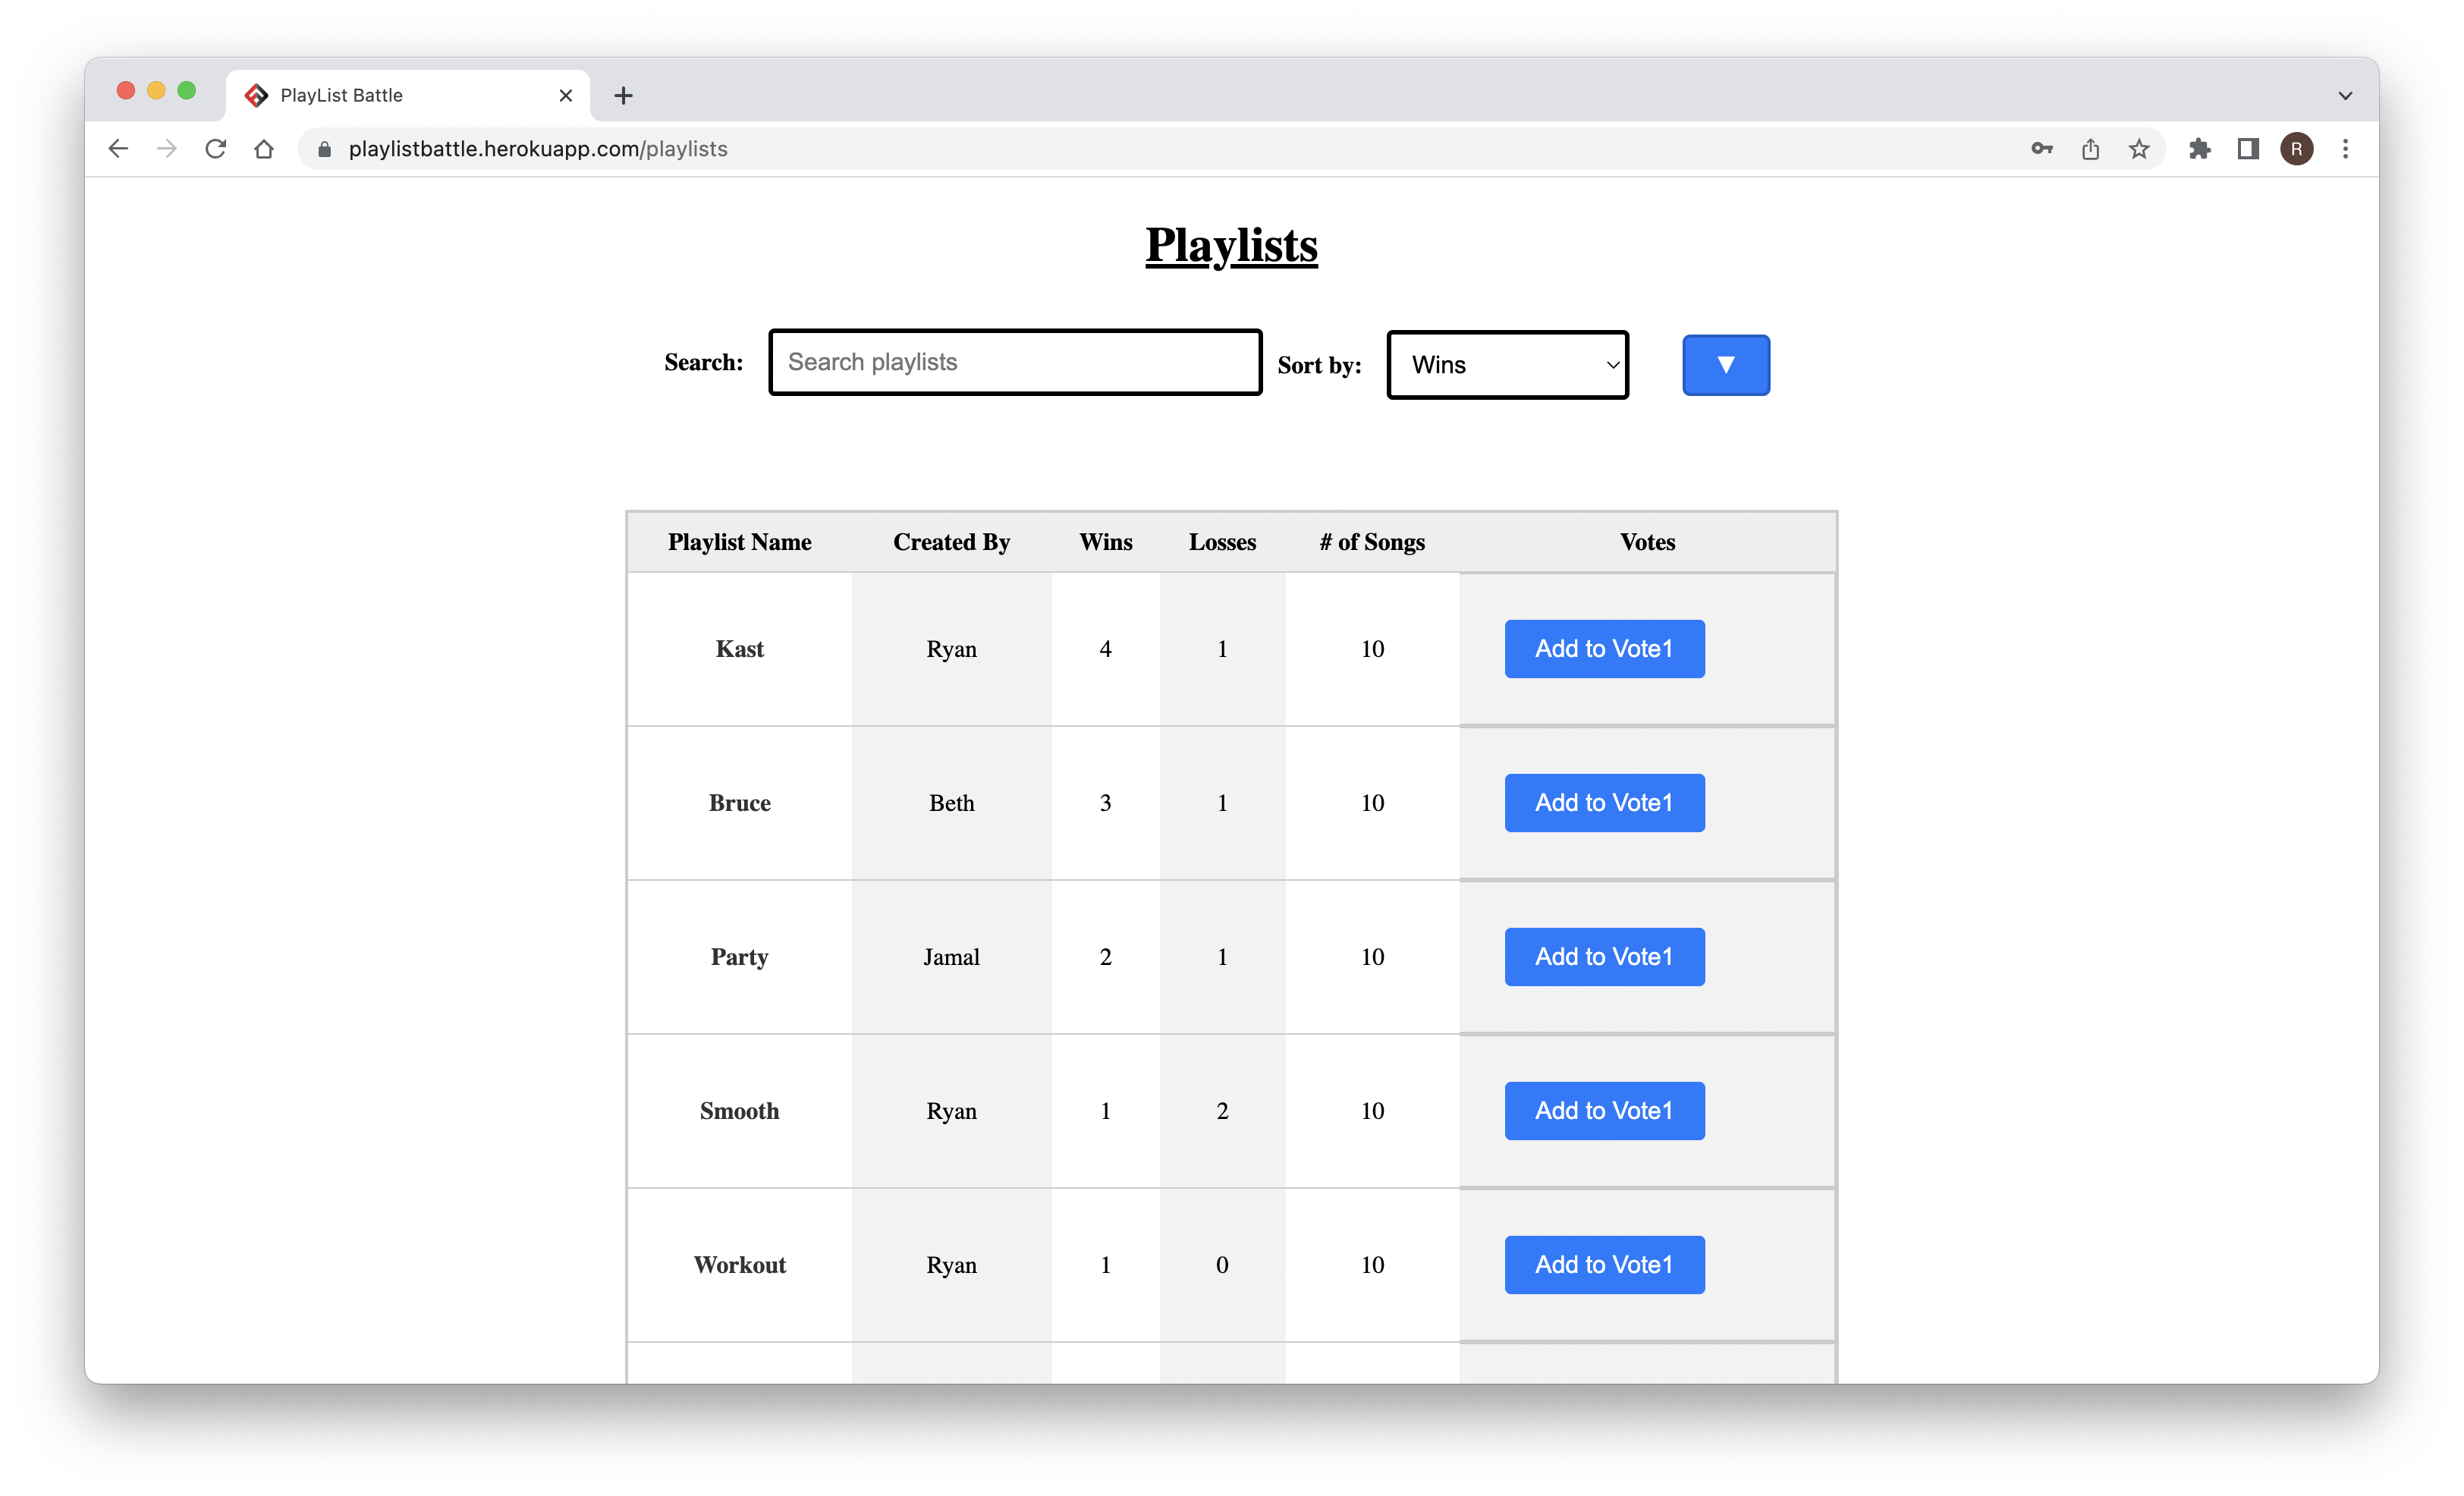 PlayList Battle
playlistbattle.herokuapp.com/playlists
R
Playlists
Search: Search playlists Sort by: Wins ▼
Playlist Name Created By Wins Losses # of Songs Votes
Kast Ryan 4 1 10 Add to Vote1
Bruce Beth 3 1 10 Add to Vote1
Party Jamal 2 1 10 Add to Vote1
Smooth Ryan 1 2 10 Add to Vote1
Workout Ryan 1 0 10 Add to Vote1